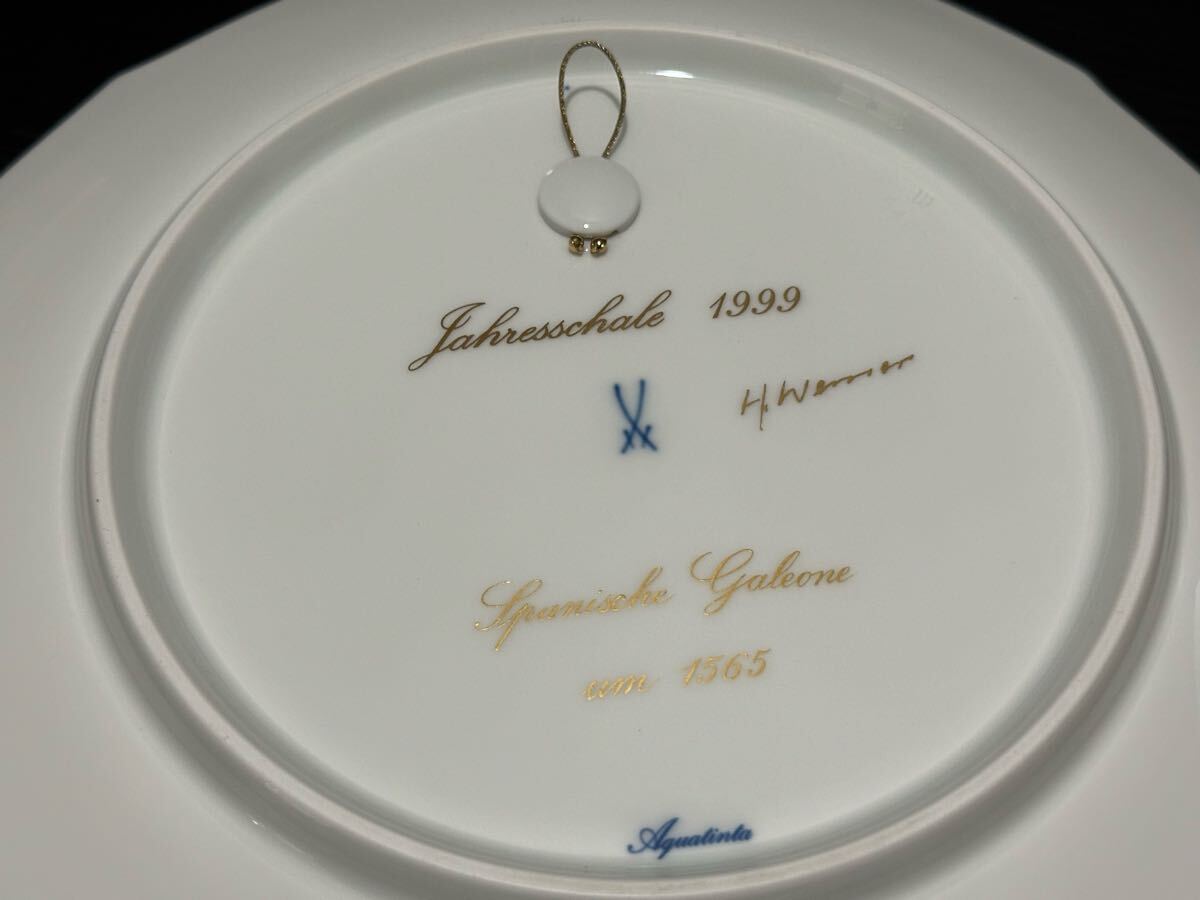 Jahresschale 1999
H. Werner
Spanische Galeone
um 1565
Aquatinta